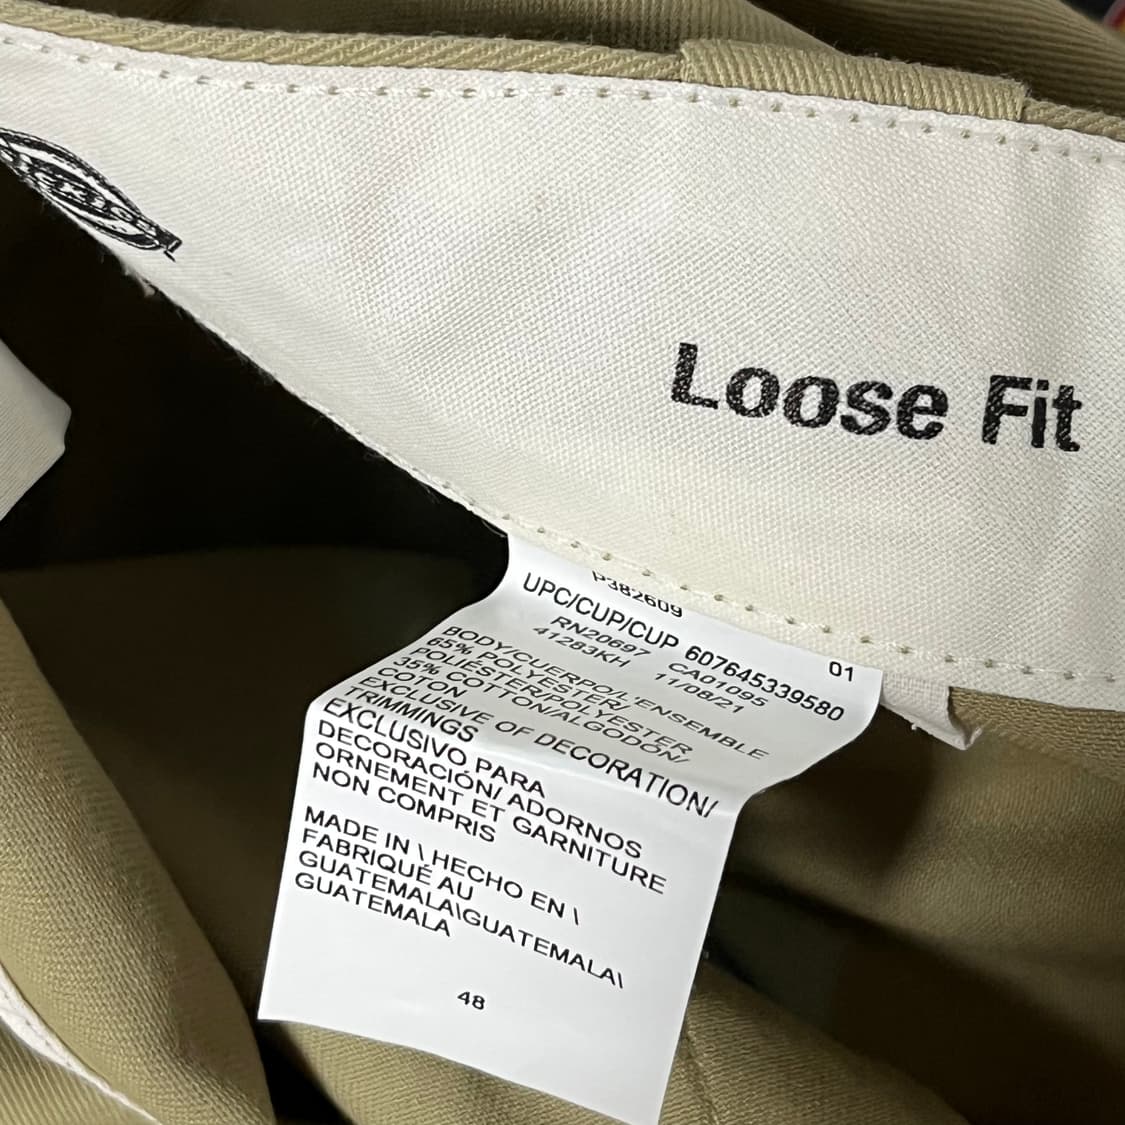 DICKIES
Loose Fit
P382609
UPC/CUP/CUP 607645339580
01
RN20697 CA01095
41283KH 11/08/21
BODY/CUERPO/L'ENSEMBLE
65% POLYESTER/
POLIÉSTER/POLYESTER
35% COTTON/ALGODÓN/
COTON
EXCLUSIVE OF DECORATION/
TRIMMINGS
EXCLUSIVO PARA
DECORACIÓN/ ADORNOS
ORNEMENT ET GARNITURE
NON COMPRIS
MADE IN \ HECHO EN \
FABRIQUÉ AU
GUATEMALA\GUATEMALA\
GUATEMALA
48